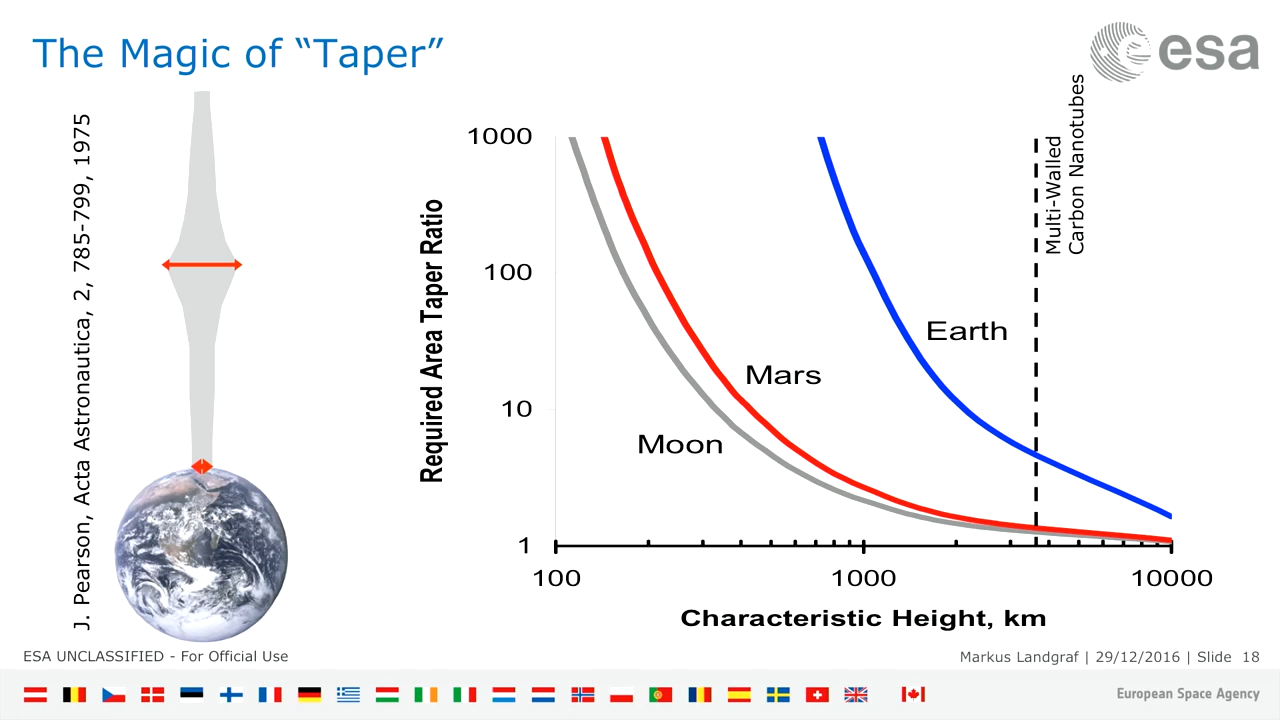 The Magic of “Taper”
esa
J. Pearson, Acta Astronautica, 2, 785-799, 1975
Required Area Taper Ratio
1000
100
10
1
Moon
Mars
Earth
Multi-Walled
Carbon Nanotubes
100
1000
10000
Characteristic Height, km
ESA UNCLASSIFIED - For Official Use
Markus Landgraf | 29/12/2016 | Slide 18
European Space Agency